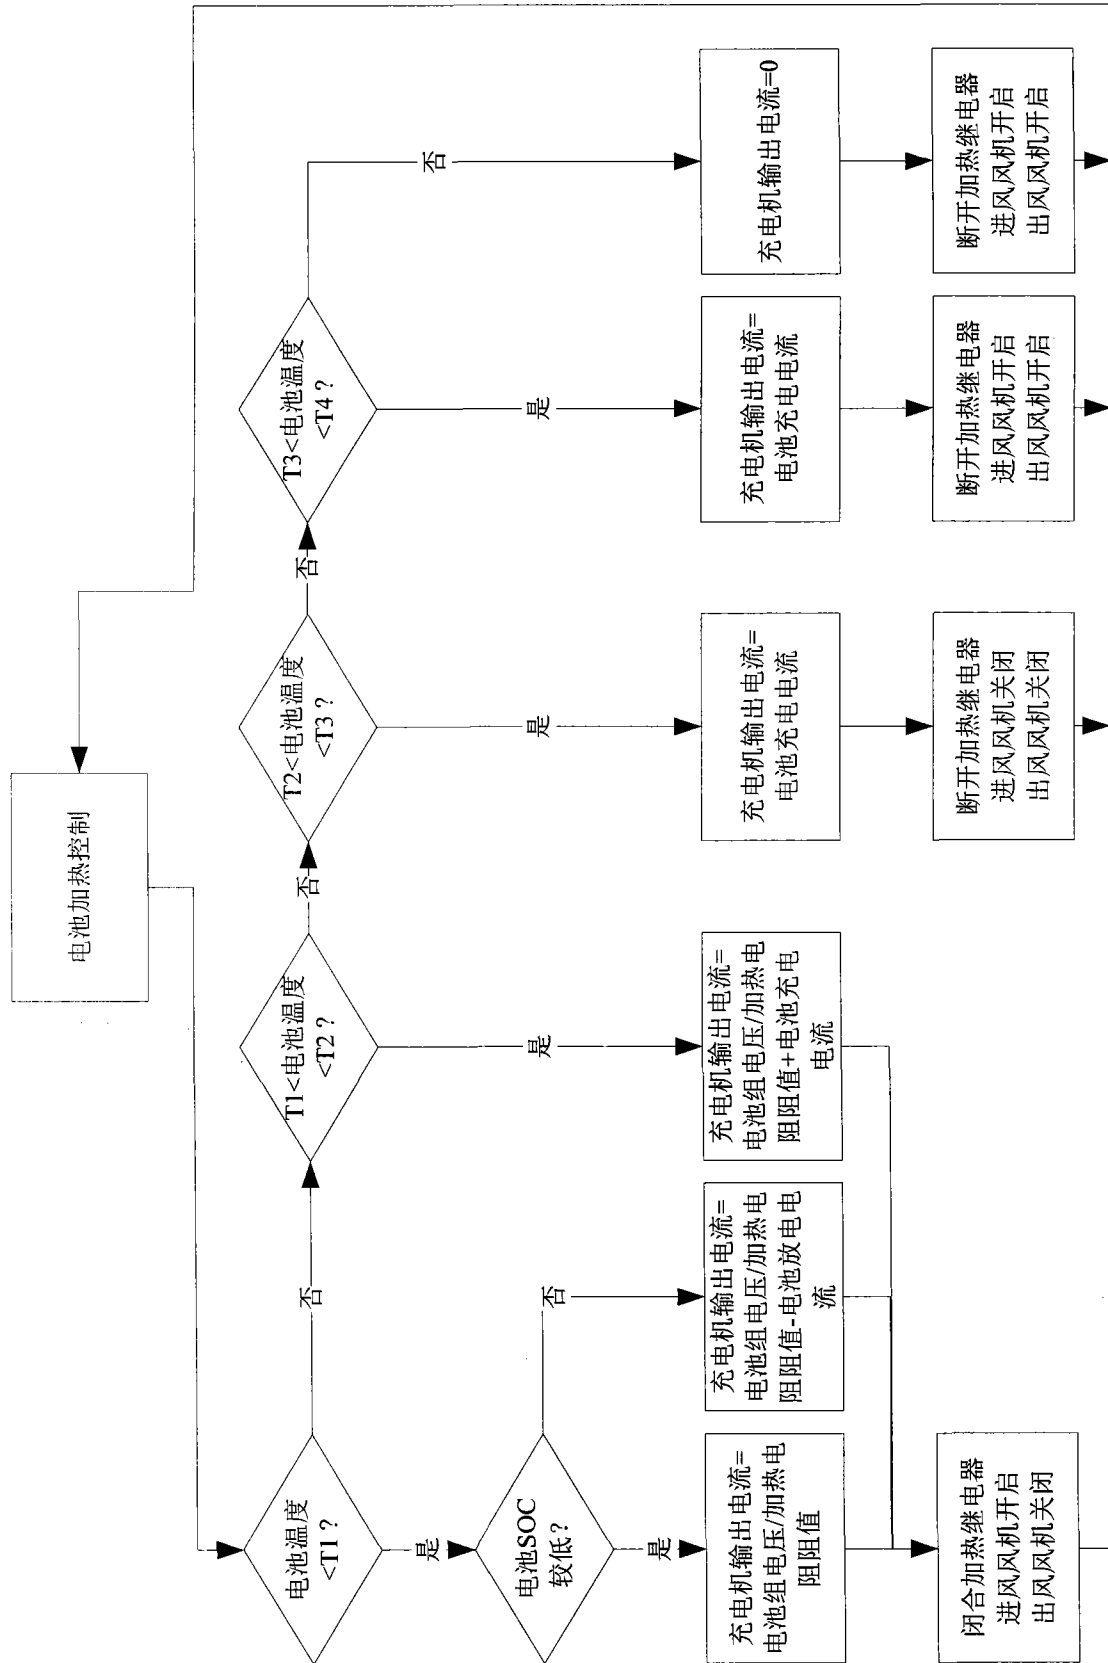 电池加热控制
电池温度
<T1?
否
T1<电池温度
<T2?
否
T2<电池温度
<T3?
否
T3<电池温度
<T4?
否
是
电池SOC
较低?
否
是
是
是
是
充电机输出电流=
电池组电压/加热电
阻阻值
充电机输出电流=
电池组电压/加热电
阻阻值-电池放电电
流
充电机输出电流=
电池组电压/加热电
阻阻值+电池充电
电流
充电机输出电流=
电池充电电流
充电机输出电流=
电池充电电流
充电机输出电流=0
闭合加热继电器
进风风机开启
出风风机关闭
断开加热继电器
进风风机关闭
出风风机关闭
断开加热继电器
进风风机开启
出风风机开启
断开加热继电器
进风风机开启
出风风机开启